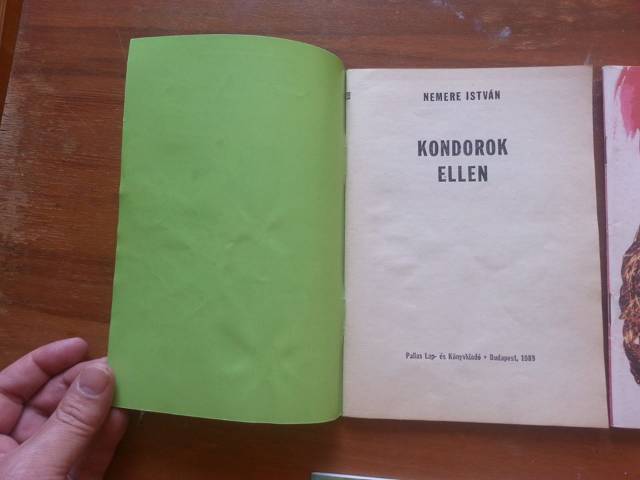 NEMERE ISTVÁN
KONDOROK
ELLEN
Pallas Lap- és Könyvkiadó • Budapest, 1989